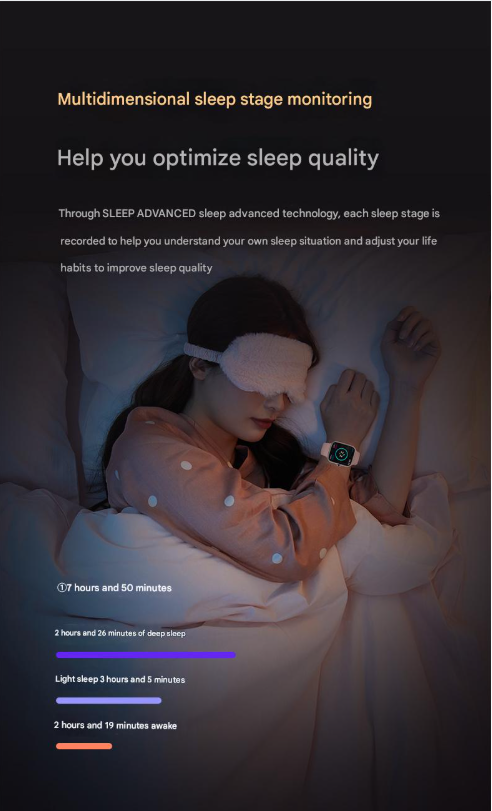 Multidimensional sleep stage monitoring
Help you optimize sleep quality
Through SLEEP ADVANCED sleep advanced technology, each sleep stage is
recorded to help you understand your own sleep situation and adjust your life
habits to improve sleep quality
①7 hours and 50 minutes
2 hours and 26 minutes of deep sleep
Light sleep 3 hours and 5 minutes
2 hours and 19 minutes awake